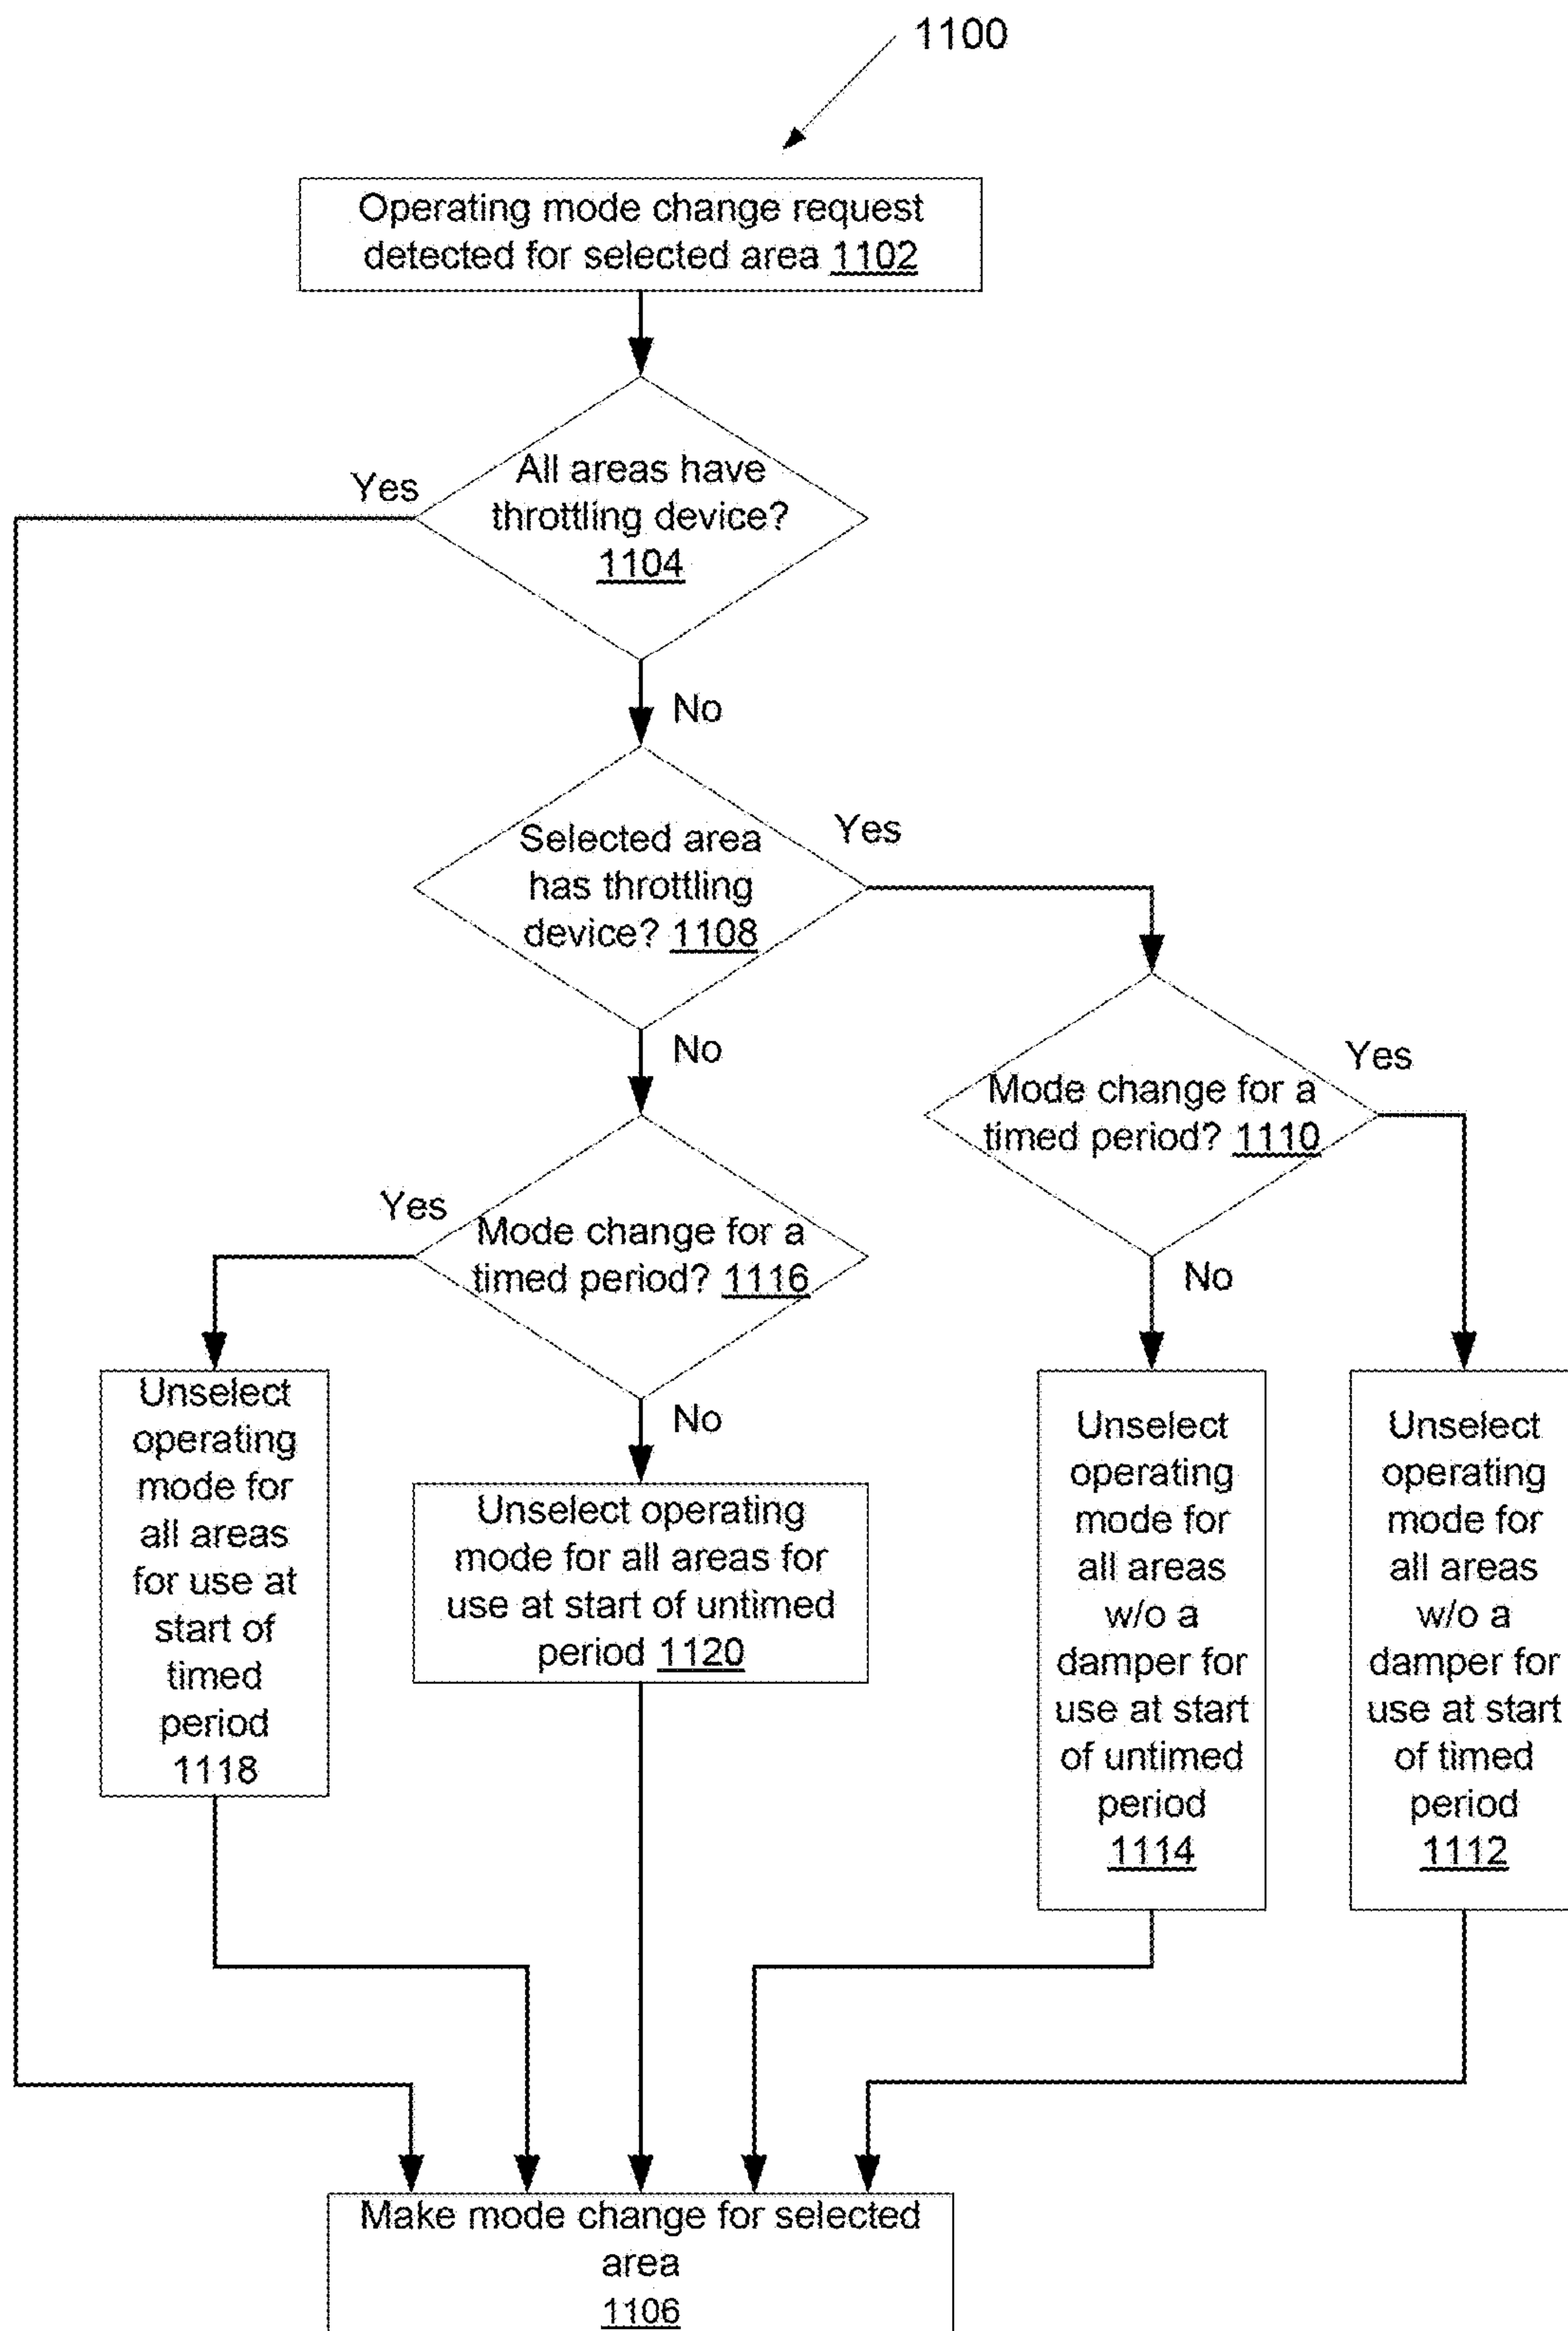 1100
Operating mode change request
detected for selected area 1102
Yes
All areas have
throttling device?
1104
No
Selected area
has throttling
device? 1108
Yes
No
Mode change for a
timed period? 1110
Yes
No
Yes
Mode change for a
timed period? 1116
No
Unselect
operating
mode for
all areas
for use at
start of
timed
period
1118
Unselect operating
mode for all areas for
use at start of untimed
period 1120
Unselect
operating
mode for
all areas
w/o a
damper for
use at start
of untimed
period
1114
Unselect
operating
mode for
all areas
w/o a
damper for
use at start
of timed
period
1112
Make mode change for selected
area
1106